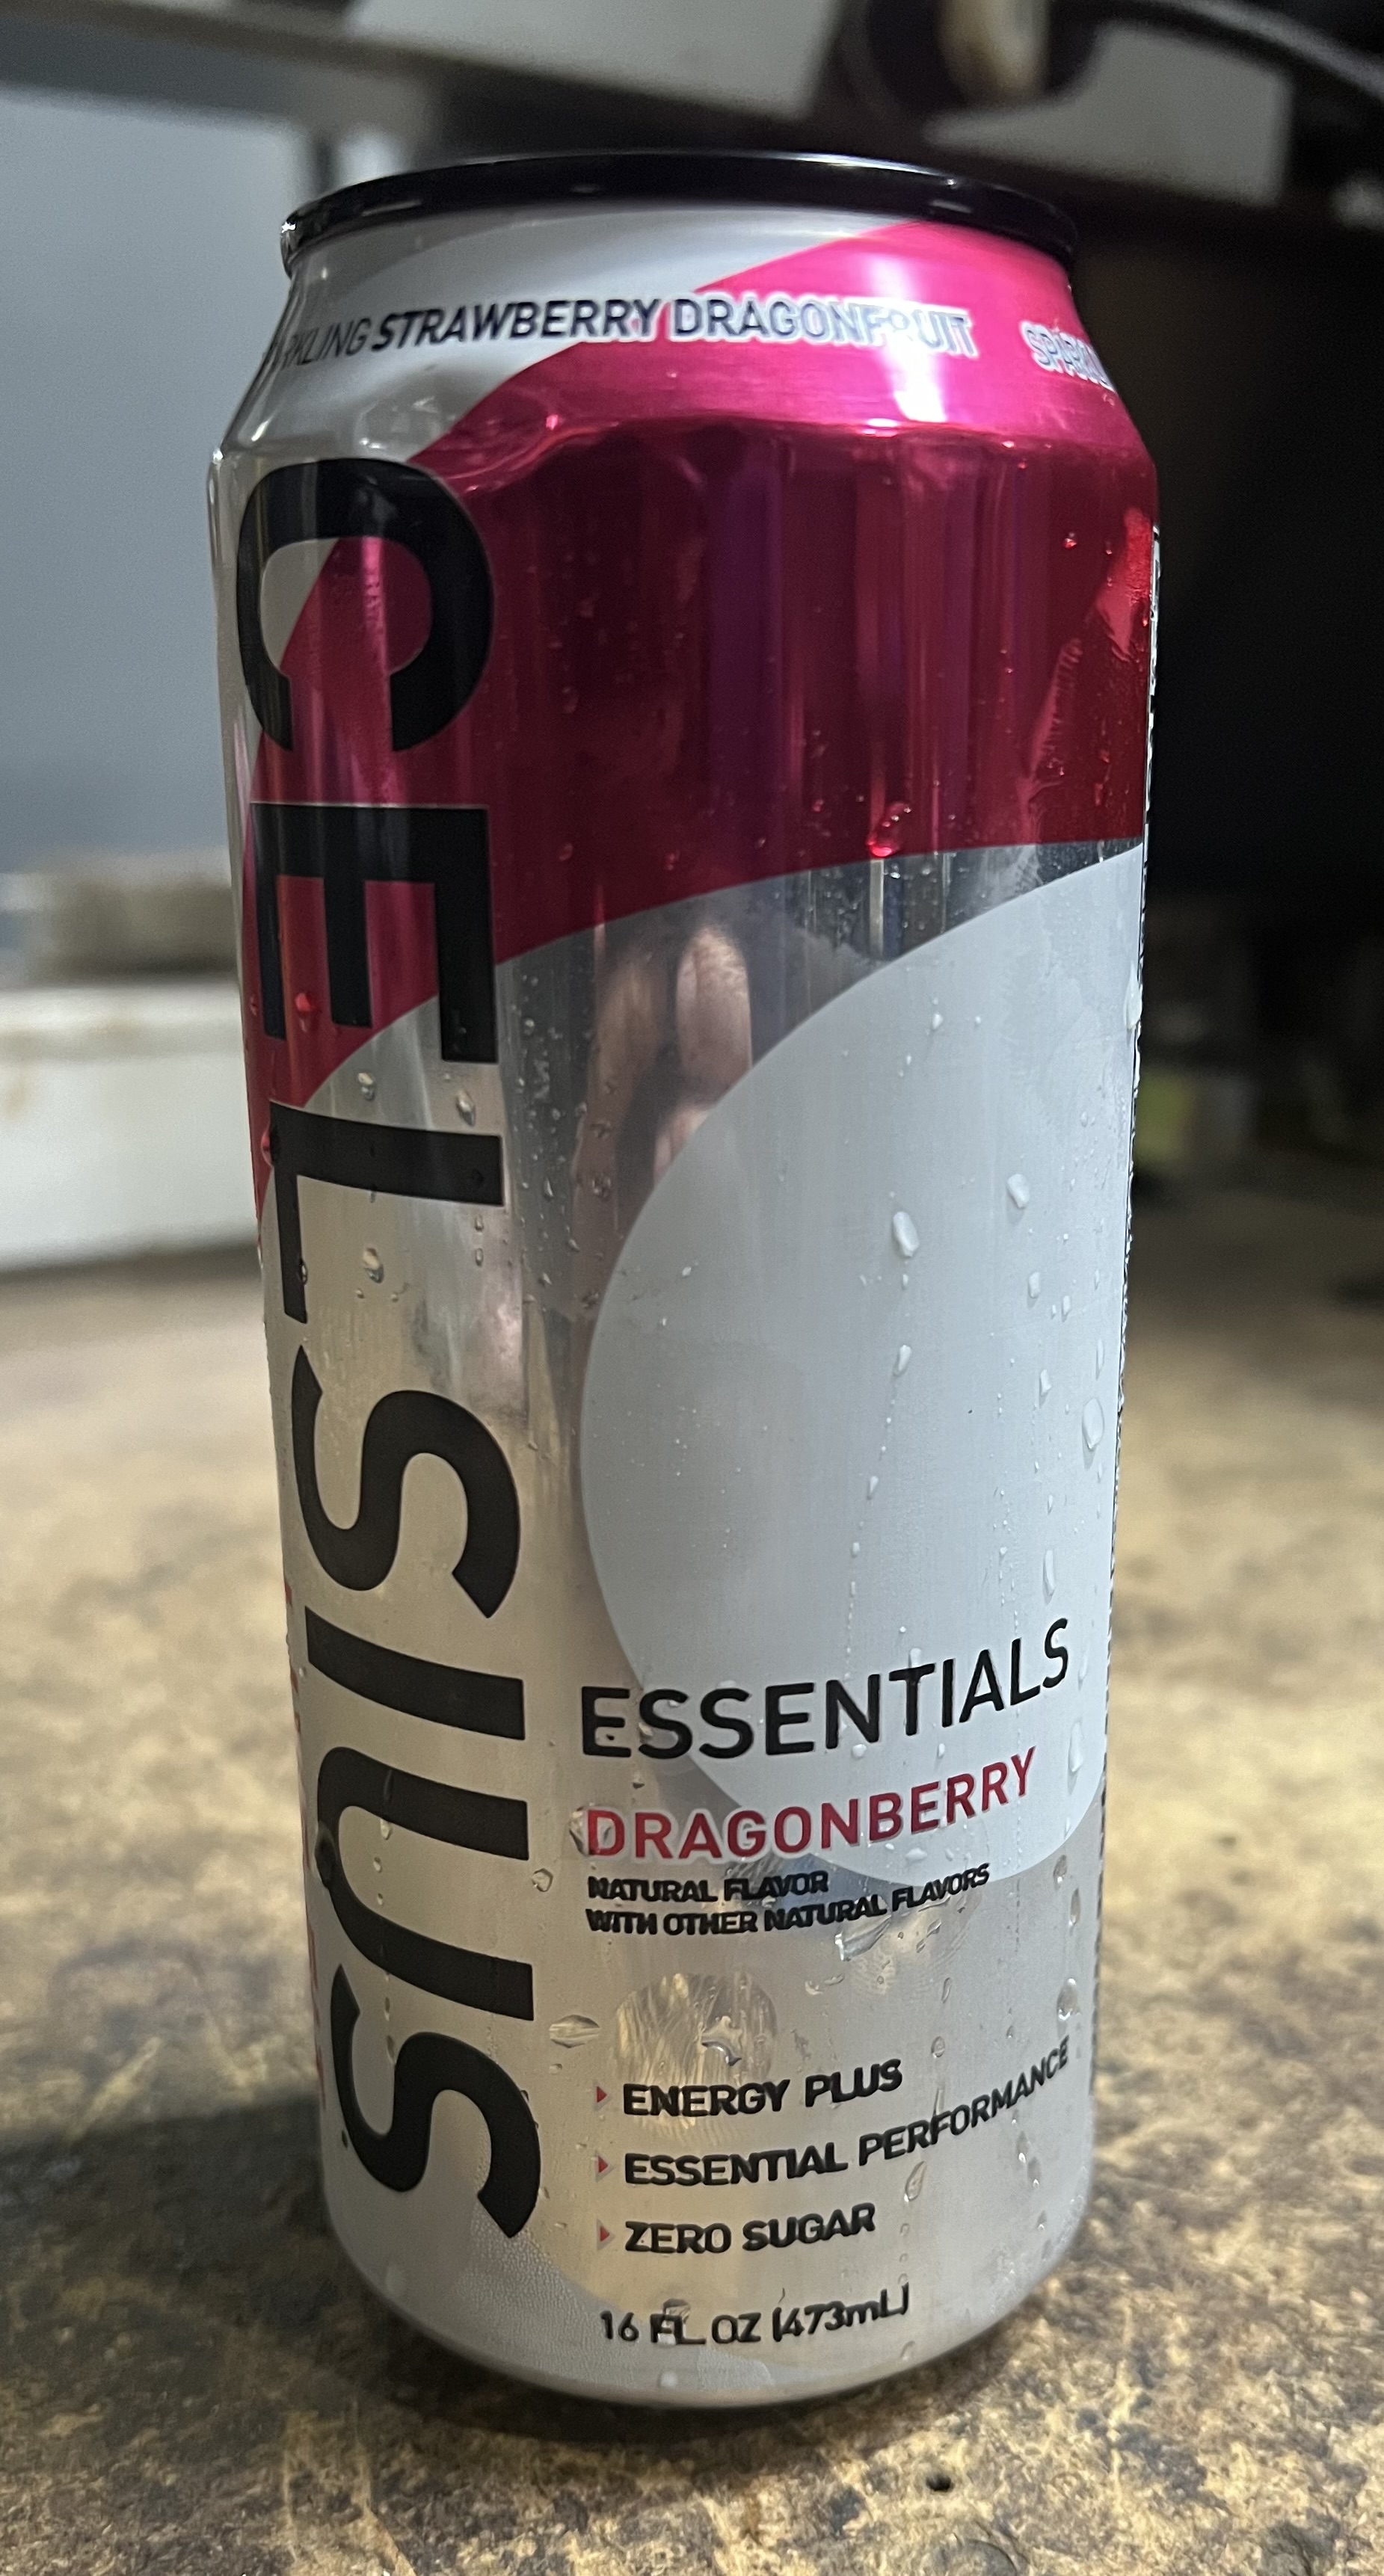 STRAWBERRY DRAGONFRUIT
CELSIUS
ESSENTIALS
DRAGONBERRY
NATURAL FLAVOR
WITH OTHER NATURAL FLAVORS
ENERGY PLUS
ESSENTIAL PERFORMANCE
ZERO SUGAR
16 FL OZ (473mL)